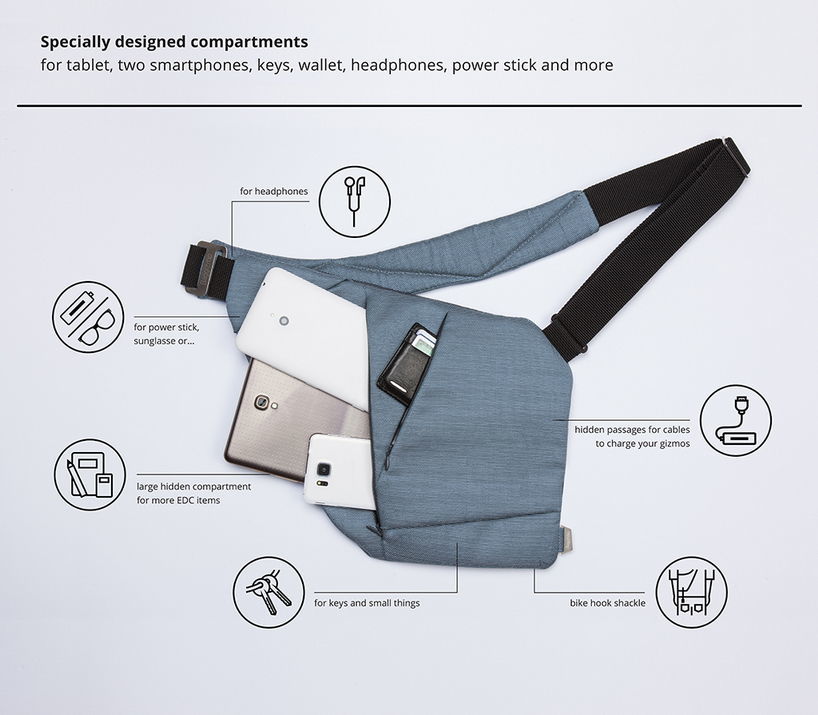 Specially designed compartments
for tablet, two smartphones, keys, wallet, headphones, power stick and more
for headphones
for power stick,
sunglasse or...
hidden passages for cables
to charge your gizmos
large hidden compartment
for more EDC items
for keys and small things
bike hook shackle